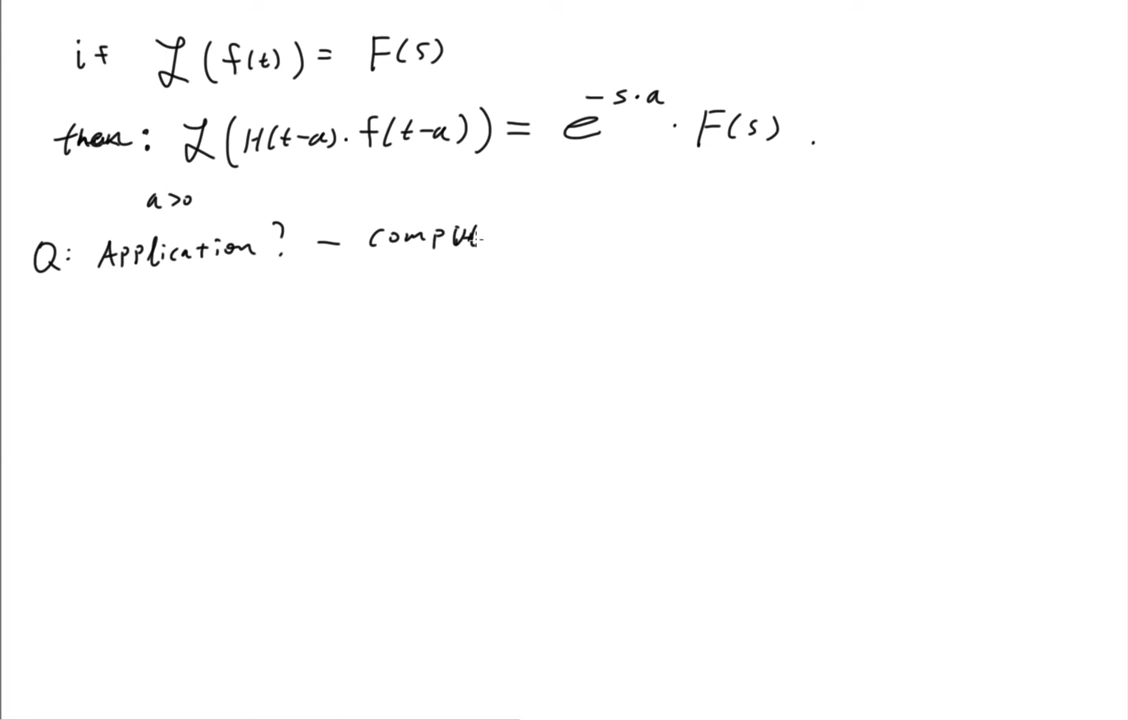 if ℒ(f(t)) = F(s)
then: ℒ(H(t-a)·f(t-a)) = e^{-s·a}·F(s).
a>0
Q: Application? -